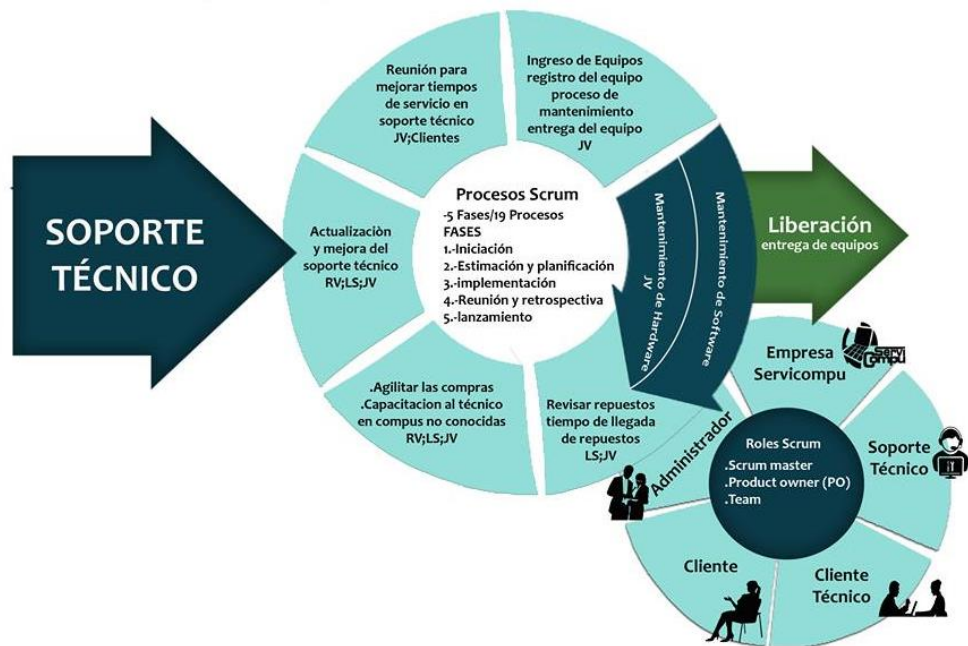 SOPORTE
TÉCNICO
Reunión para
mejorar tiempos
de servicio en
soporte técnico
JV;Clientes
Ingreso de Equipos
registro del equipo
proceso de
mantenimiento
entrega del equipo
JV
Actualizaciòn
y mejora del
soporte técnico
RV;LS;JV
Procesos Scrum
-5 Fases/19 Procesos
FASES
1.-Iniciación
2.-Estimación y planificación
3.-implementación
4.-Reunión y retrospectiva
5.-lanzamiento
Mantenimiento de Hardware
JV
Mantenimiento de Software
Liberación
entrega de equipos
.Agilitar las compras
.Capacitacion al técnico
en compus no conocidas
RV;LS;JV
Revisar repuestos
tiempo de llegada
de repuestos
LS;JV
Administrador
Empresa
Servicompu
Serv
Compu
Roles Scrum
.Scrum master
.Product owner (PO)
.Team
Soporte
Técnico
IT
Cliente
Cliente
Técnico